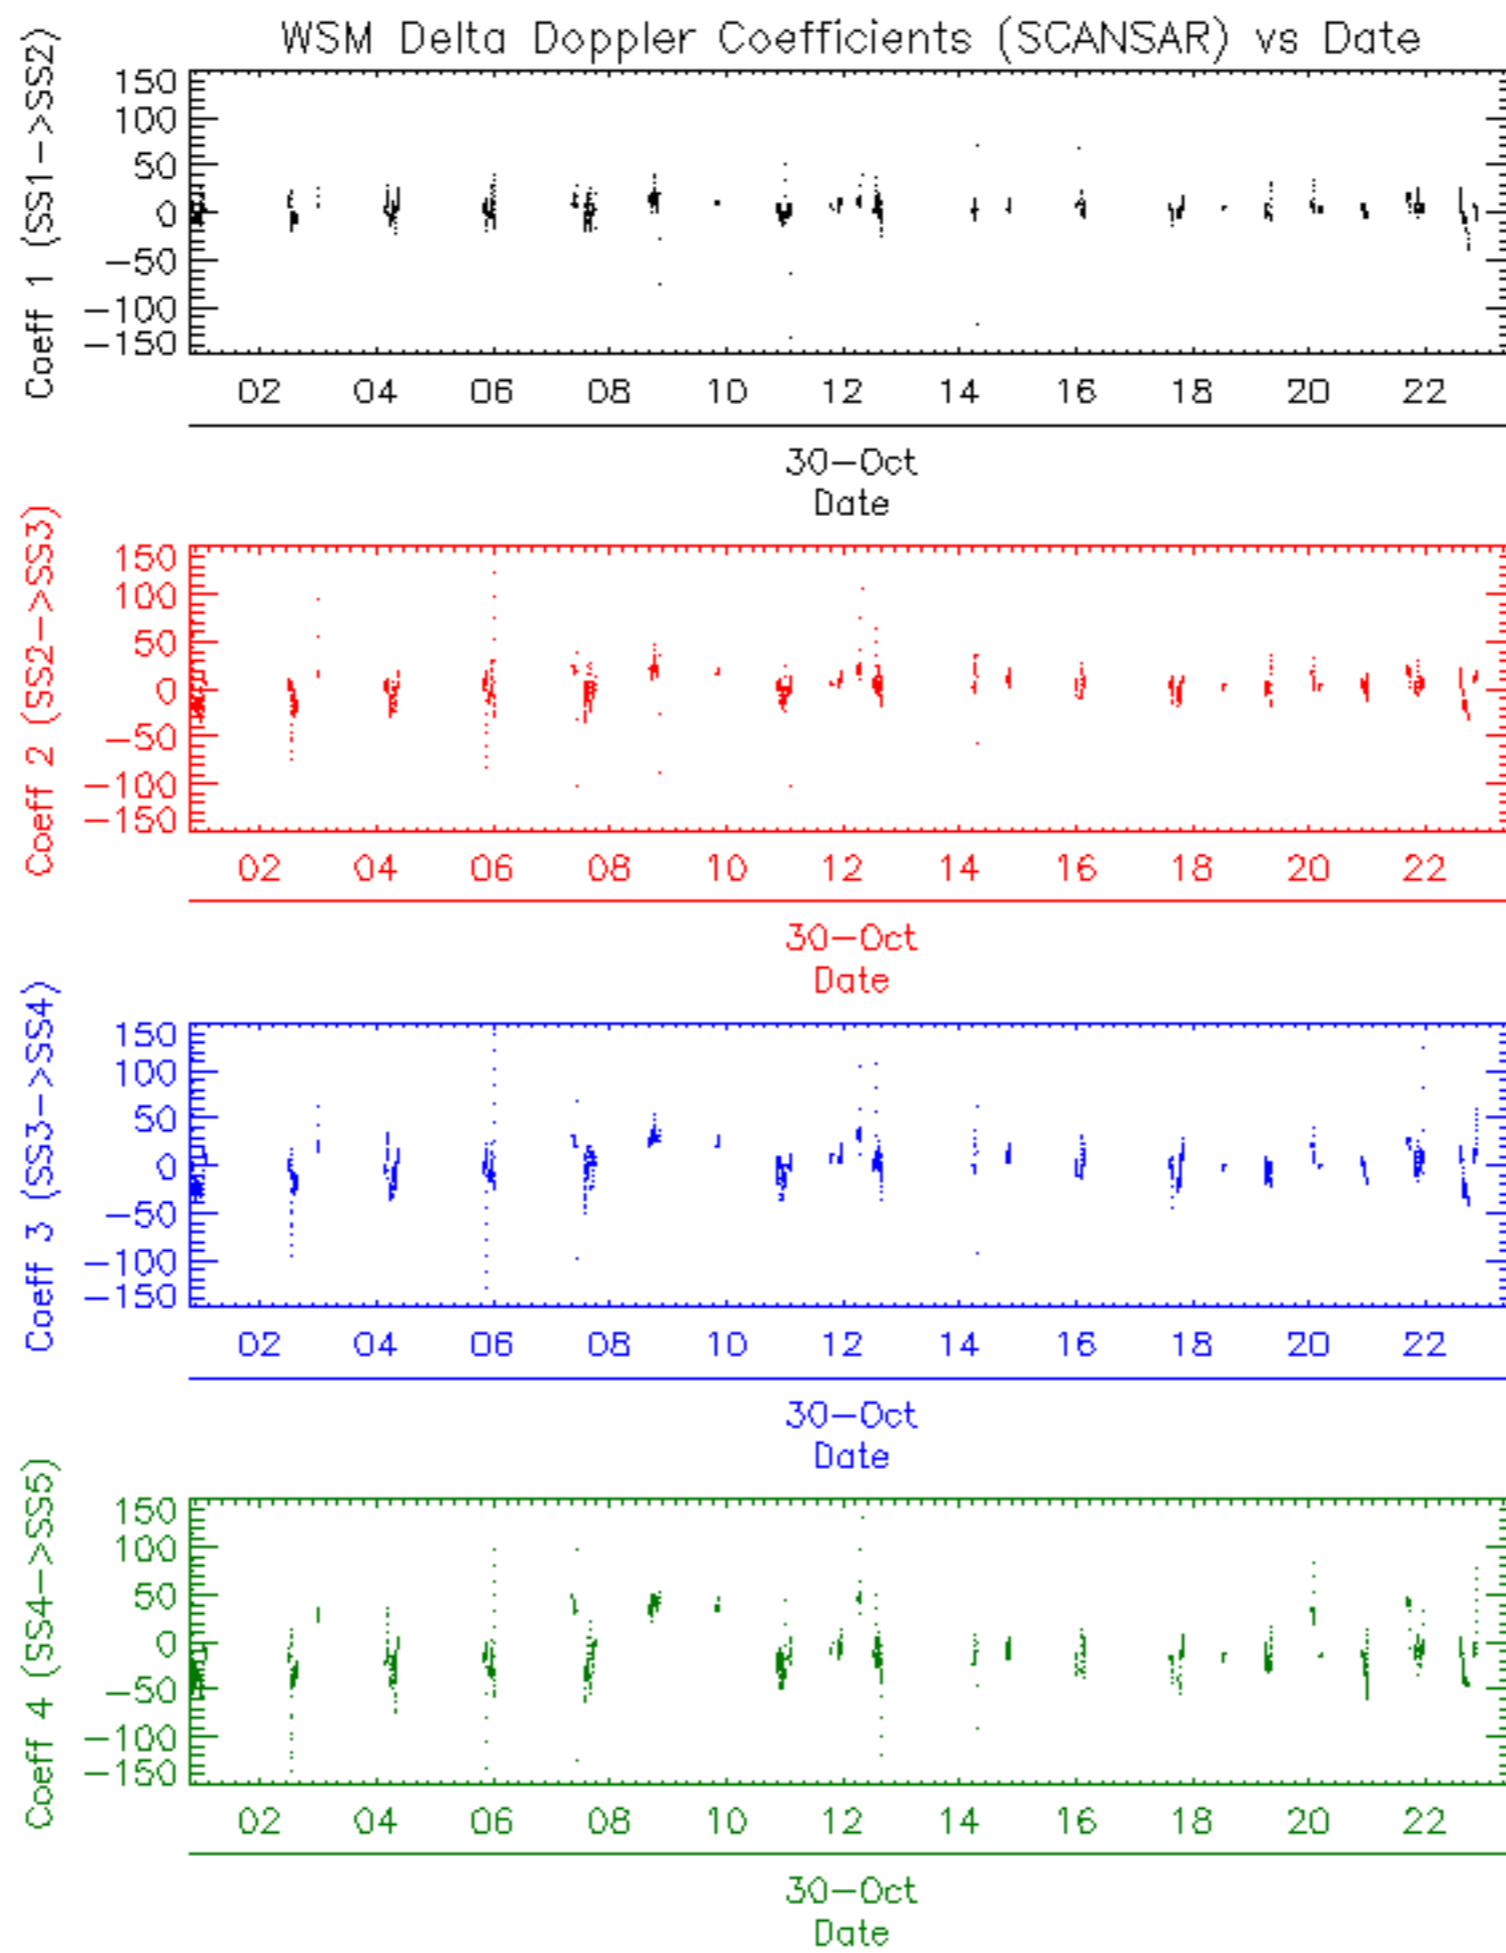 WSM Delta Doppler Coefficients (SCANSAR) vs Date
Coeff 1 (SS1->SS2)
150
100
50
0
-50
-100
-150
02 04 06 08 10 12 14 16 18 20 22
30-Oct
Date
Coeff 2 (SS2->SS3)
150
100
50
0
-50
-100
-150
02 04 06 08 10 12 14 16 18 20 22
30-Oct
Date
Coeff 3 (SS3->SS4)
150
100
50
0
-50
-100
-150
02 04 06 08 10 12 14 16 18 20 22
30-Oct
Date
Coeff 4 (SS4->SS5)
150
100
50
0
-50
-100
-150
02 04 06 08 10 12 14 16 18 20 22
30-Oct
Date